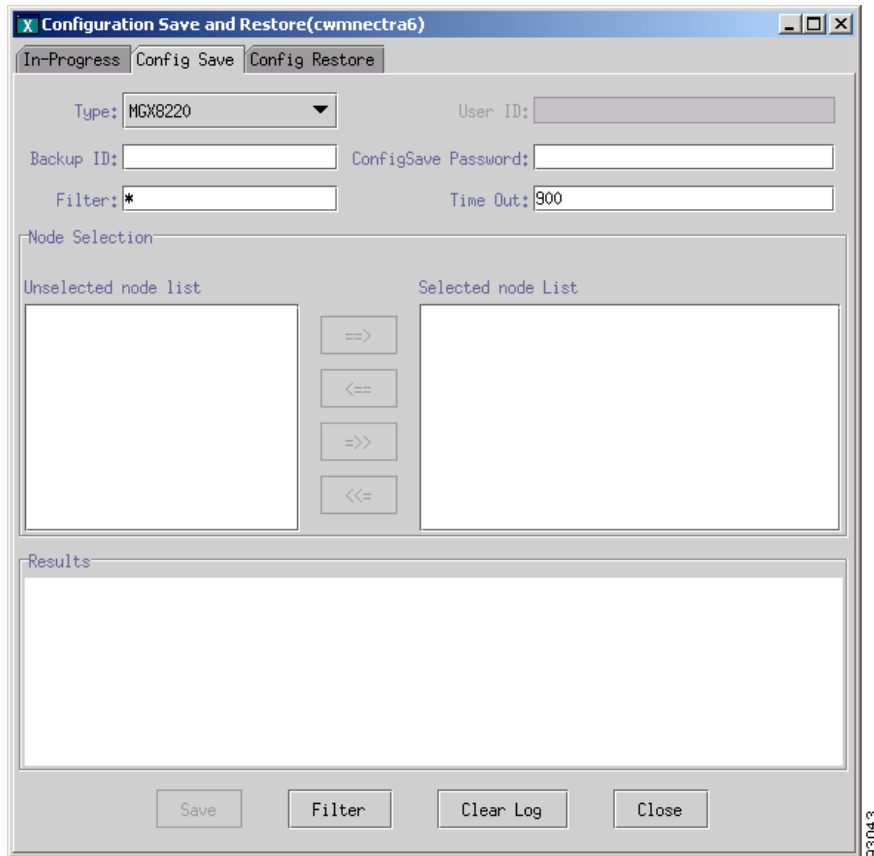 X Configuration Save and Restore(cwmnectra6)
In-Progress Config Save Config Restore
Type: MGX8220 User ID:
Backup ID: ConfigSave Password:
Filter: * Time Out: 900
Node Selection
Unselected node list Selected node List
==>
<==
=>>
<<=
Results
Save Filter Clear Log Close
93043